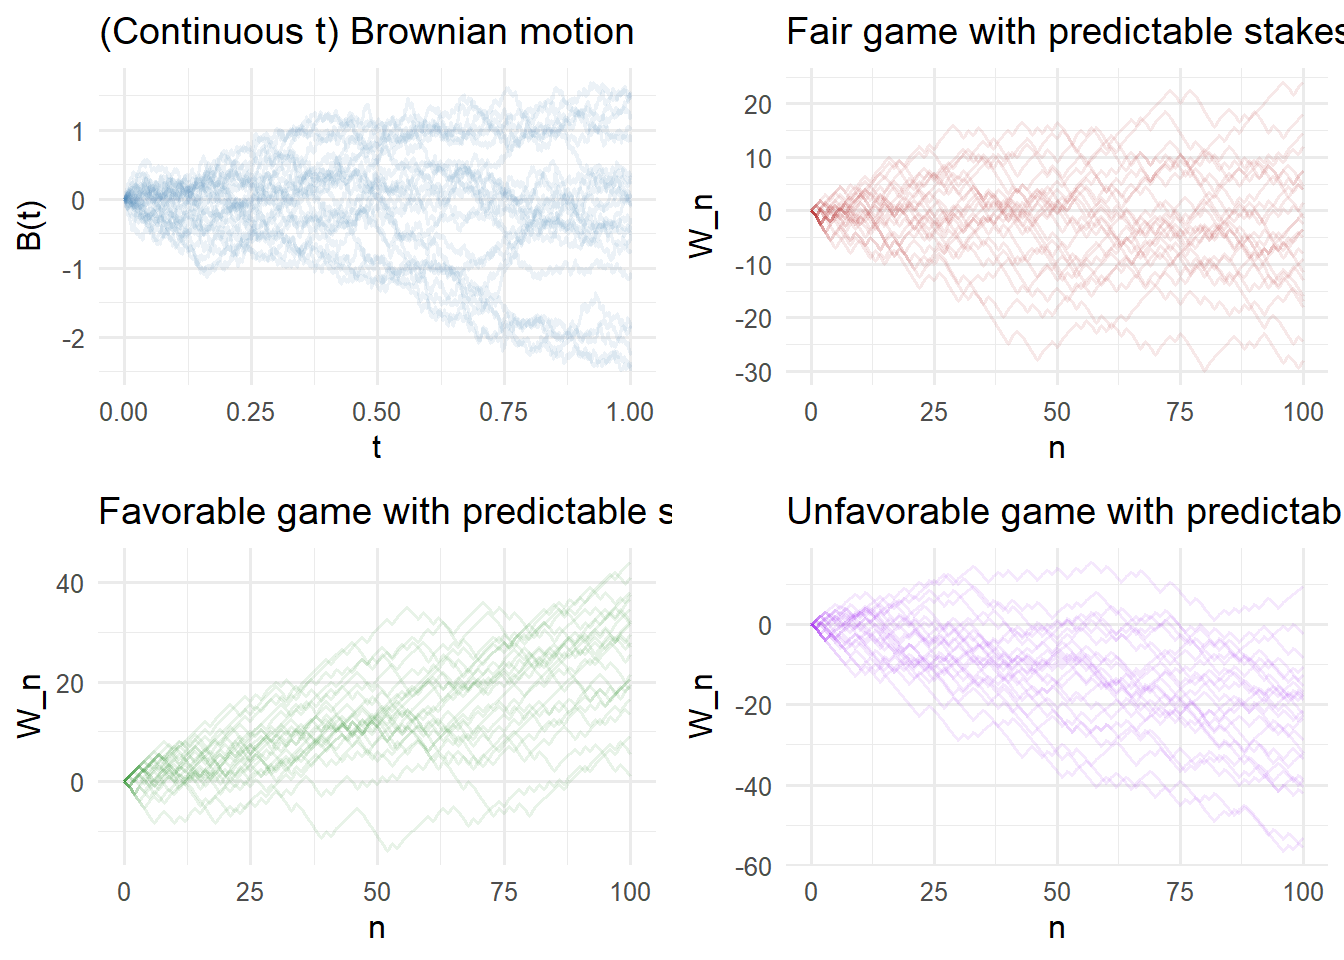 (Continuous t) Brownian motion
B(t)
1
0
-1
-2
0.00 0.25 0.50 0.75 1.00
t
Fair game with predictable stakes
W_n
20
10
0
-10
-20
-30
0 25 50 75 100
n
Favorable game with predictable s
W_n
40
20
0
0 25 50 75 100
n
Unfavorable game with predictab
W_n
0
-20
-40
-60
0 25 50 75 100
n